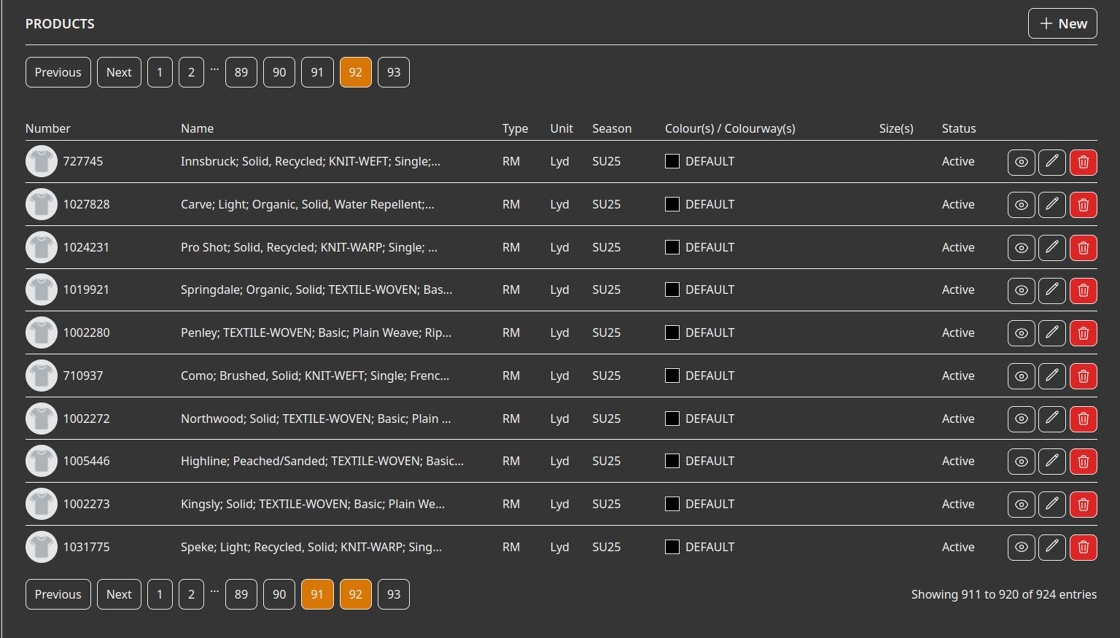 PRODUCTS
+ New
Previous Next 1 2 ... 89 90 91 92 93
Number Name Type Unit Season Colour(s) / Colourway(s) Size(s) Status
727745 Innsbruck; Solid, Recycled; KNIT-WEFT; Single;... RM Lyd SU25 DEFAULT Active
1027828 Carve; Light; Organic, Solid, Water Repellent;... RM Lyd SU25 DEFAULT Active
1024231 Pro Shot; Solid, Recycled; KNIT-WARP; Single; ... RM Lyd SU25 DEFAULT Active
1019921 Springdale; Organic, Solid; TEXTILE-WOVEN; Bas... RM Lyd SU25 DEFAULT Active
1002280 Penley; TEXTILE-WOVEN; Basic; Plain Weave; Rip... RM Lyd SU25 DEFAULT Active
710937 Como; Brushed, Solid; KNIT-WEFT; Single; Frenc... RM Lyd SU25 DEFAULT Active
1002272 Northwood; Solid; TEXTILE-WOVEN; Basic; Plain ... RM Lyd SU25 DEFAULT Active
1005446 Highline; Peached/Sanded; TEXTILE-WOVEN; Basic... RM Lyd SU25 DEFAULT Active
1002273 Kingsly; Solid; TEXTILE-WOVEN; Basic; Plain We... RM Lyd SU25 DEFAULT Active
1031775 Speke; Light; Recycled, Solid; KNIT-WARP; Sing... RM Lyd SU25 DEFAULT Active
Previous Next 1 2 ... 89 90 91 92 93 Showing 911 to 920 of 924 entries